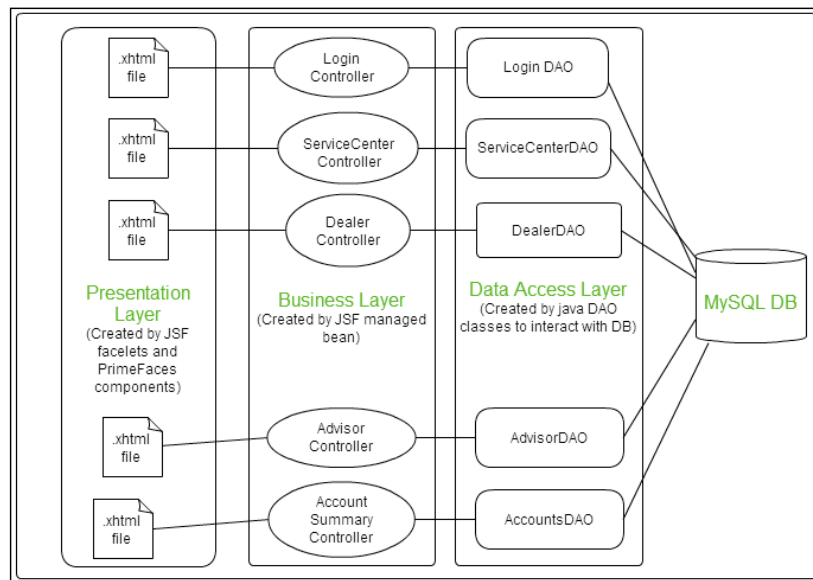 .xhtml
file
Login
Controller
Login DAO
.xhtml
file
ServiceCenter
Controller
ServiceCenterDAO
.xhtml
file
Dealer
Controller
DealerDAO
Presentation
Layer
(Created by JSF
facelets and
PrimeFaces
components)
Business Layer
(Created by JSF managed
bean)
Data Access Layer
(Created by java DAO
classes to interact with DB)
MySQL DB
.xhtml
file
Advisor
Controller
AdvisorDAO
.xhtml
file
Account
Summary
Controller
AccountsDAO